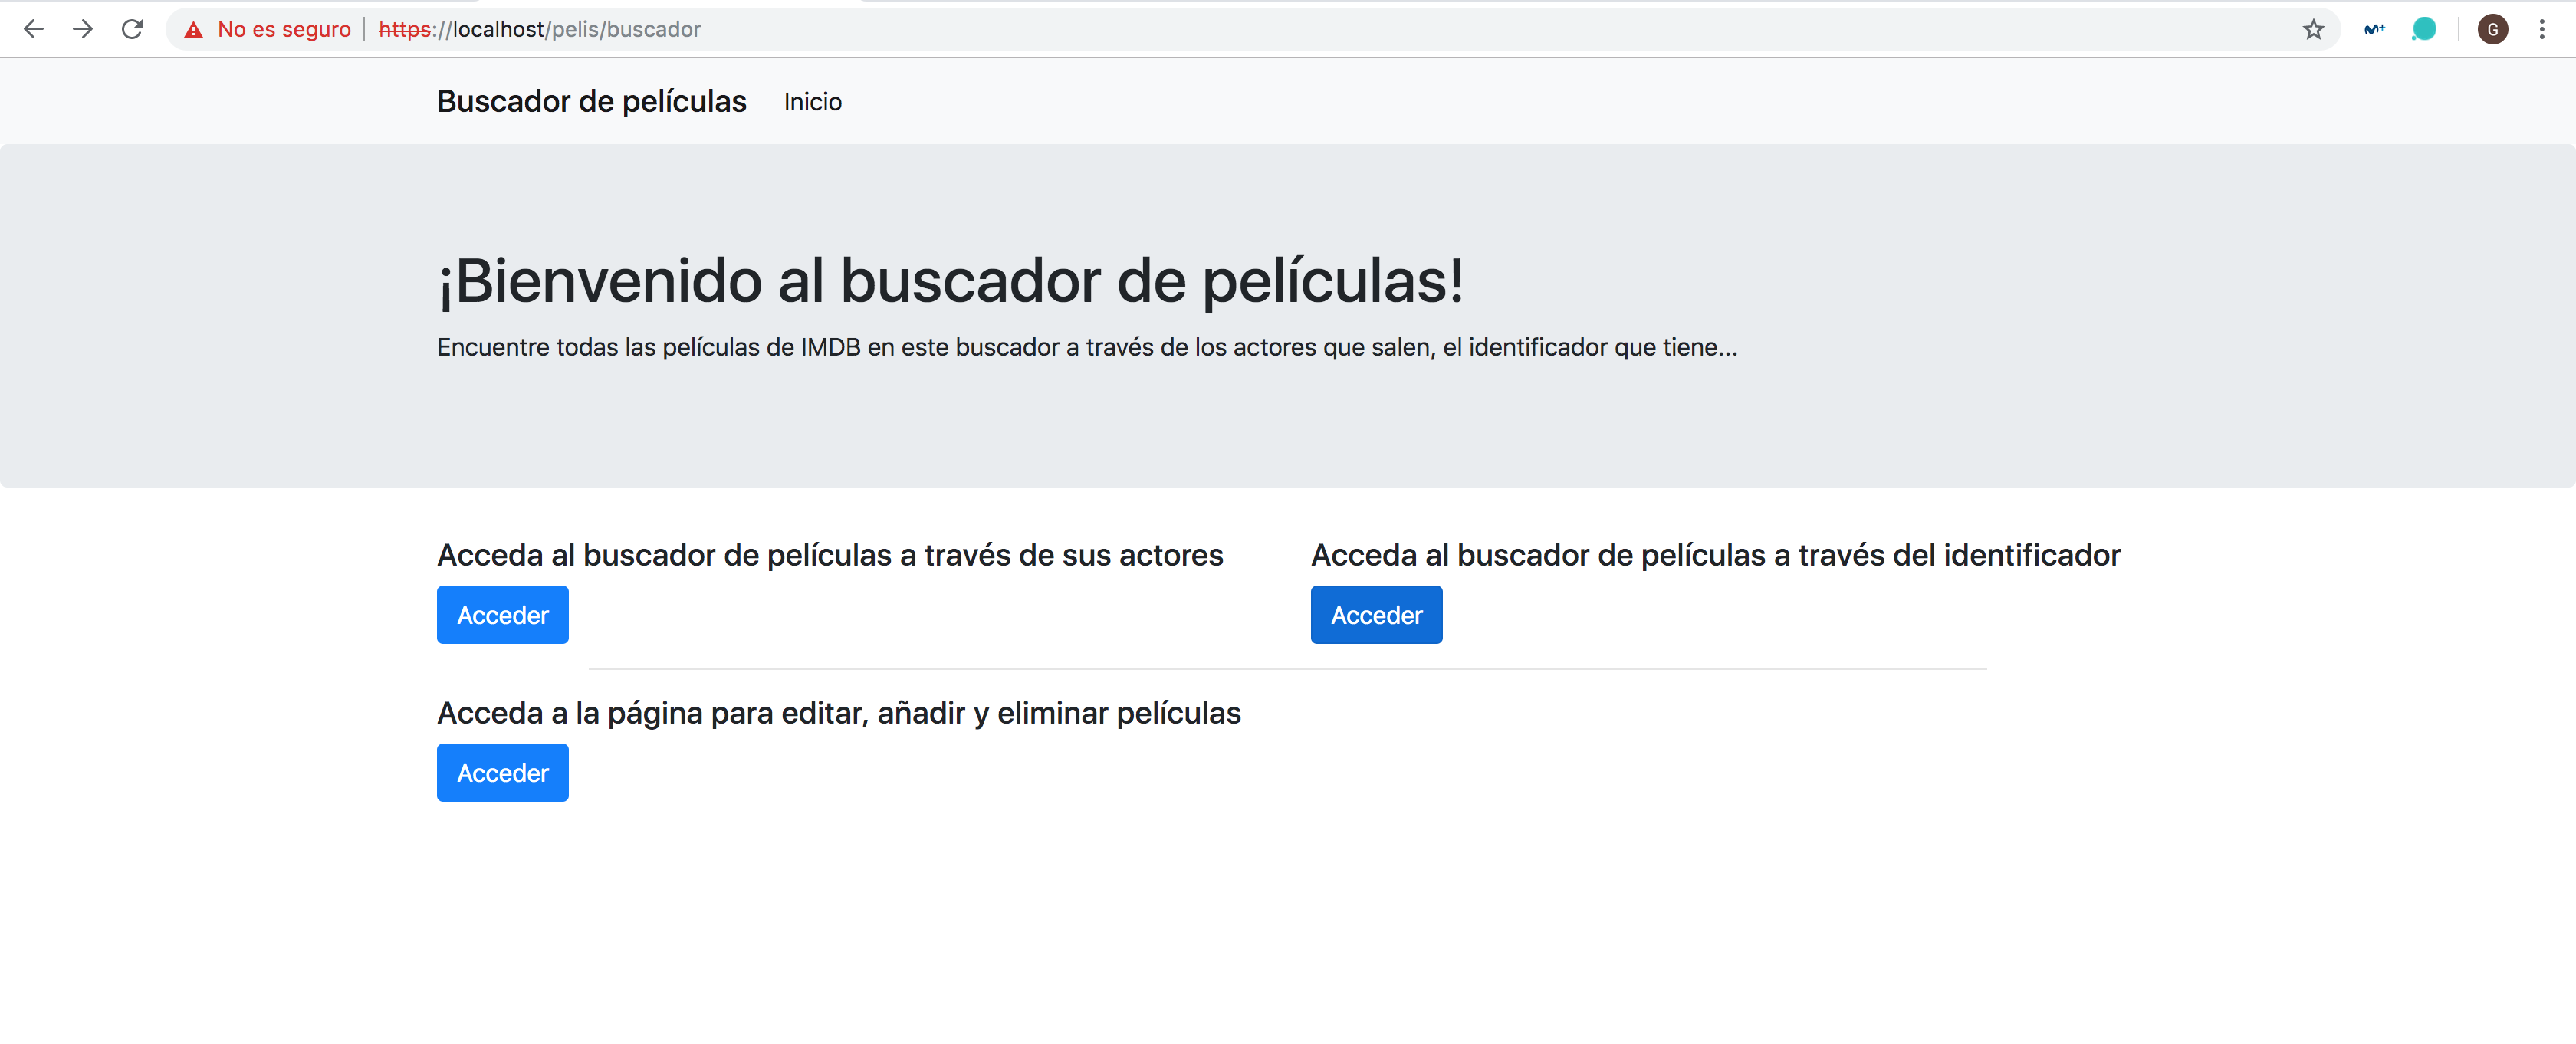 No es seguro | https://localhost/pelis/buscador
G
Buscador de películas Inicio
¡Bienvenido al buscador de películas!
Encuentre todas las películas de IMDB en este buscador a través de los actores que salen, el identificador que tiene...
Acceda al buscador de películas a través de sus actores
Acceder
Acceda al buscador de películas a través del identificador
Acceder
Acceda a la página para editar, añadir y eliminar películas
Acceder